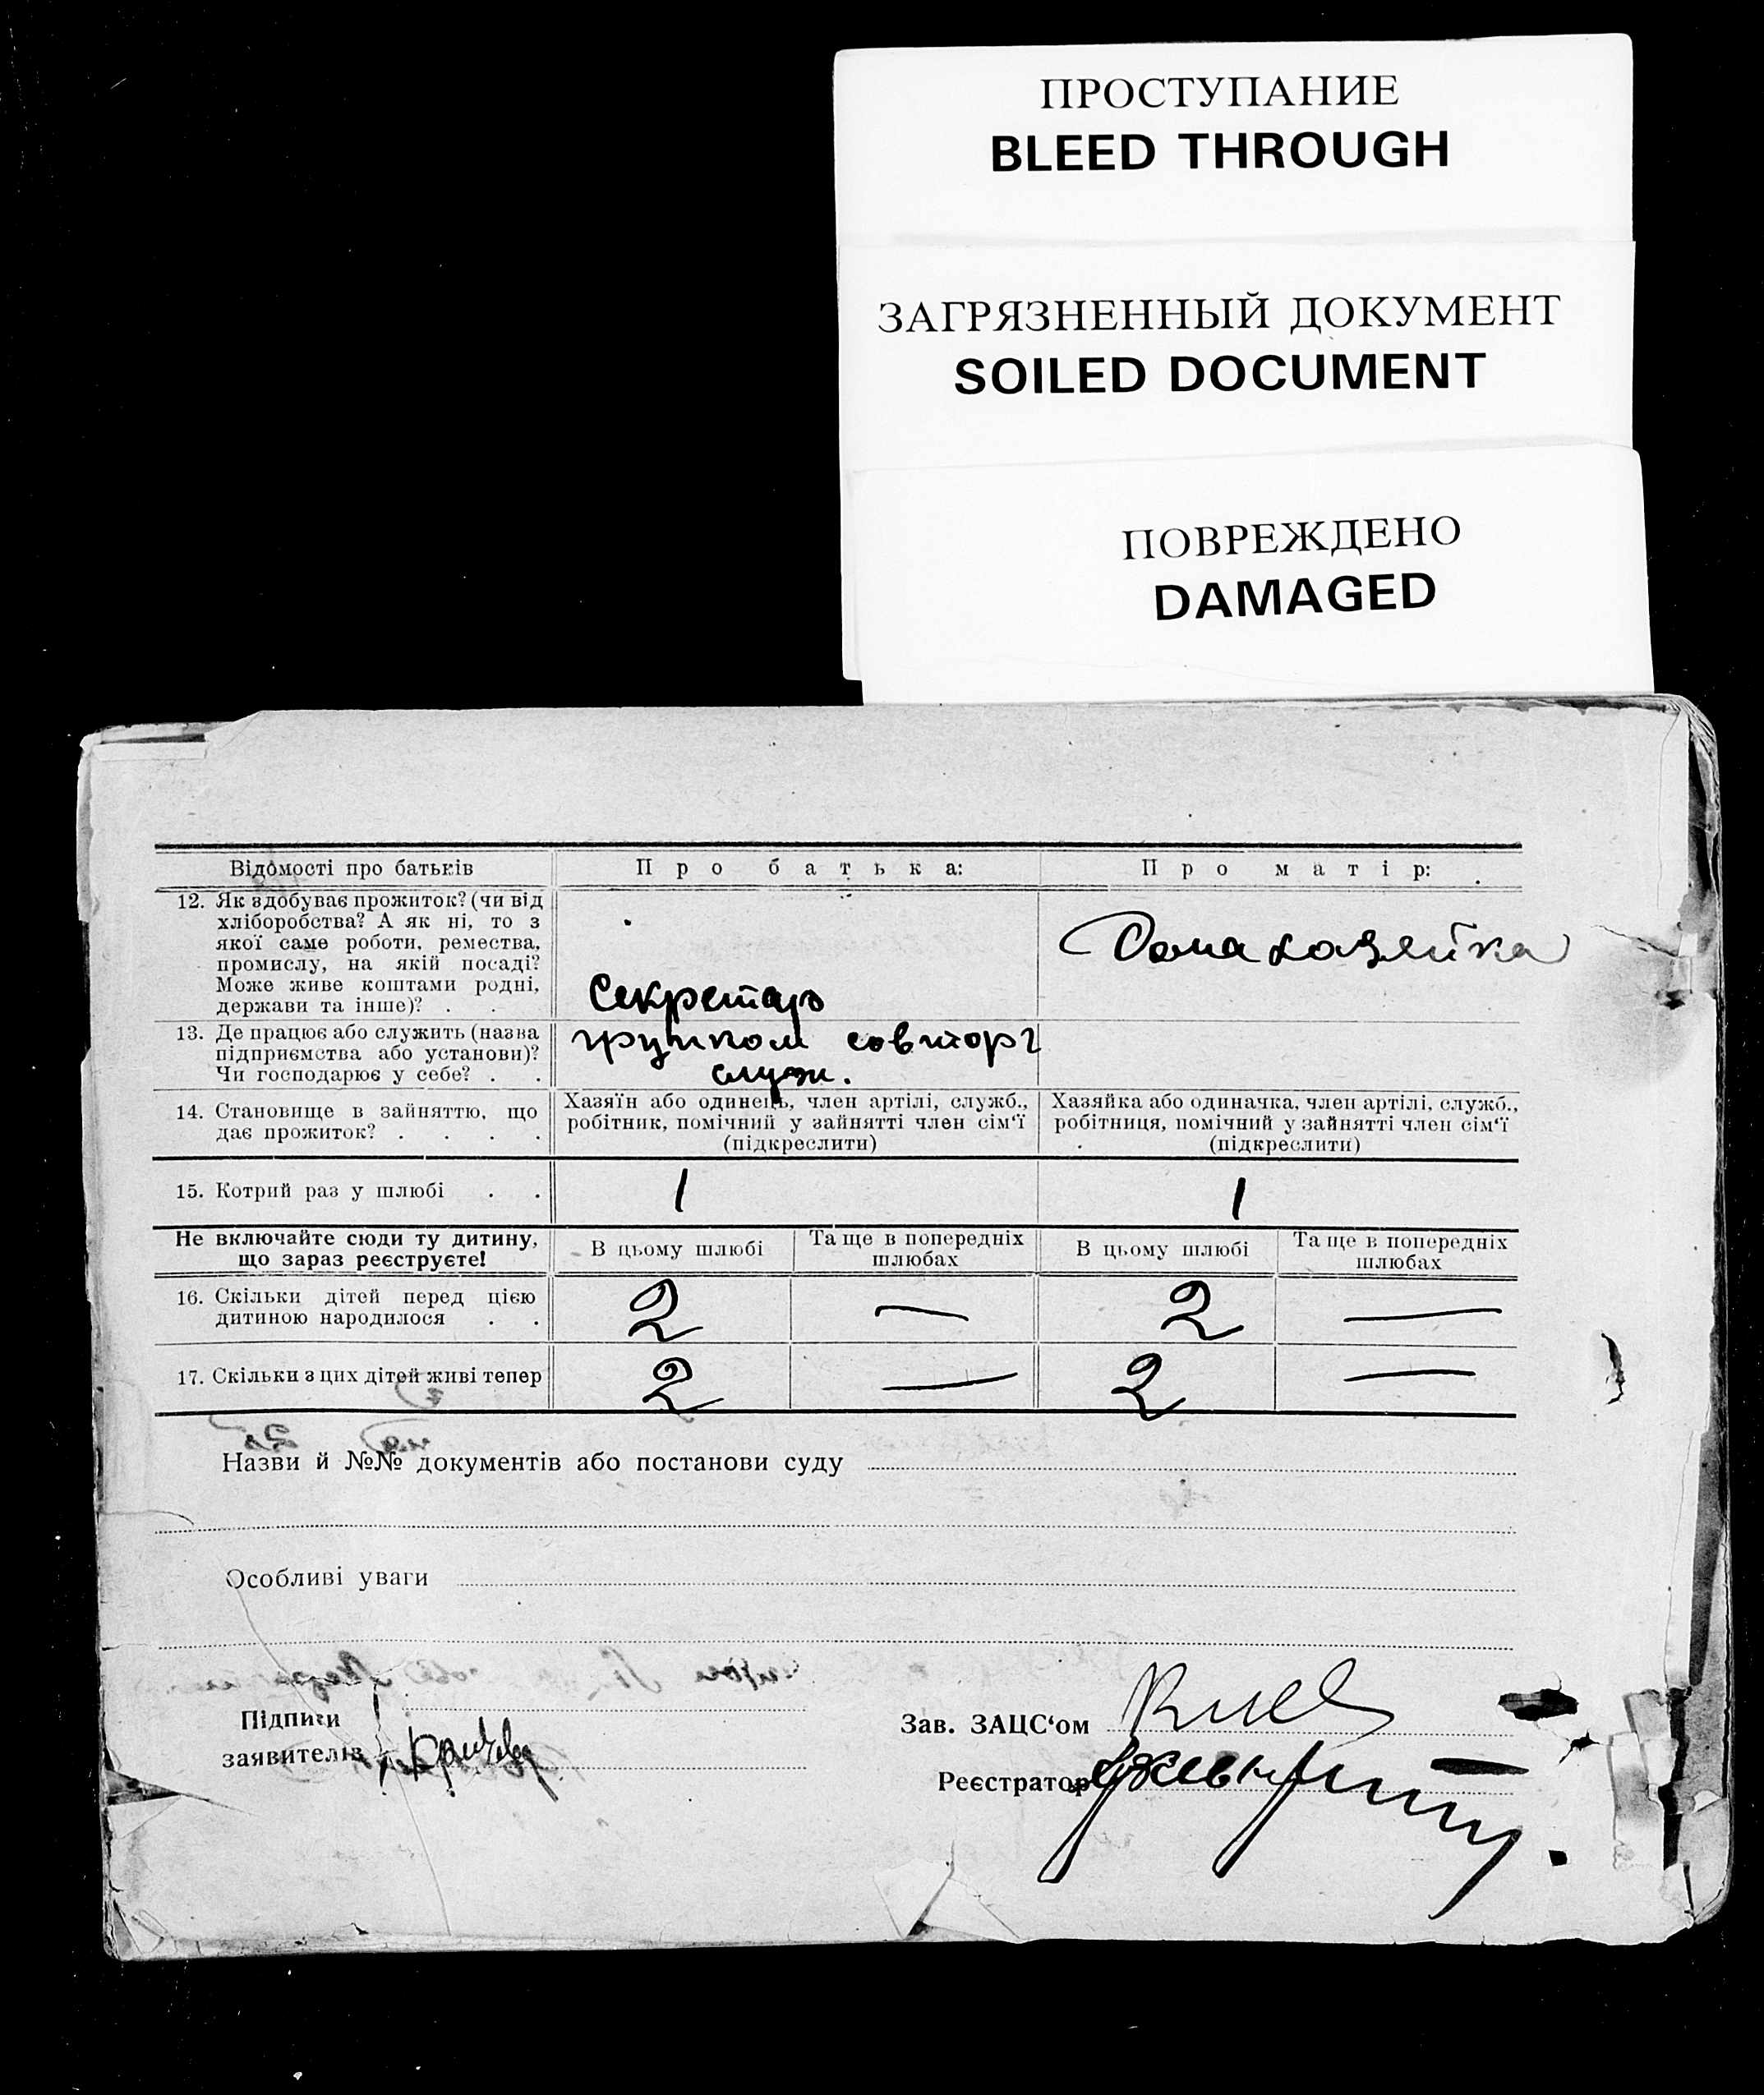 ПРОСТУПАНИЕ
BLEED THROUGH
ЗАГРЯЗНЕННЫЙ ДОКУМЕНТ
SOILED DOCUMENT
ПОВРЕЖДЕНО
DAMAGED
Відомості про батьків
Про батька:
Про матір:
12. Як здобуває прожиток? (чи від
хліборобства? А як ні, то з
якої саме роботи, ремества,
промислу, на якій посаді?
Може живе коштами родні,
держави та інше)? . .
Секретарь
Домахозяйка
13. Де працює або служить (назва
підприємства або установи)?
Чи господарює у себе? . .
групком совторг
служ.
14. Становище в зайняттю, що
дає прожиток? . . . .
Хазяїн або одинець, член артілі, служб.,
робітник, помічний у зайнятті член сім'ї
(підкреслити)
Хазяйка або одиначка, член артілі, служб.,
робітниця, помічний у зайнятті член сім'ї
(підкреслити)
15. Котрий раз у шлюбі . .
1
1
Не включайте сюди ту дитину,
що зараз реєструєте!
В цьому шлюбі
Та ще в попередніх
шлюбах
В цьому шлюбі
Та ще в попередніх
шлюбах
16. Скільки дітей перед цією
дитиною народилося . .
2
—
2
—
17. Скільки з цих дітей живі тепер
2
—
2
—
Назви й №№ документів або постанови суду
Особливі уваги
Підписи
заявителів
Зав. ЗАЦС'ом
Реєстратор